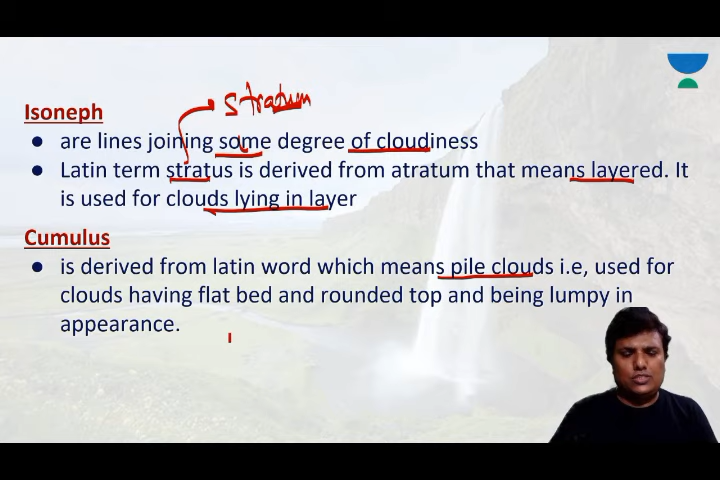 stratum
Isoneph
● are lines joining some degree of cloudiness
● Latin term stratus is derived from atratum that means layered. It
is used for clouds lying in layer
Cumulus
● is derived from latin word which means pile clouds i.e, used for
clouds having flat bed and rounded top and being lumpy in
appearance.